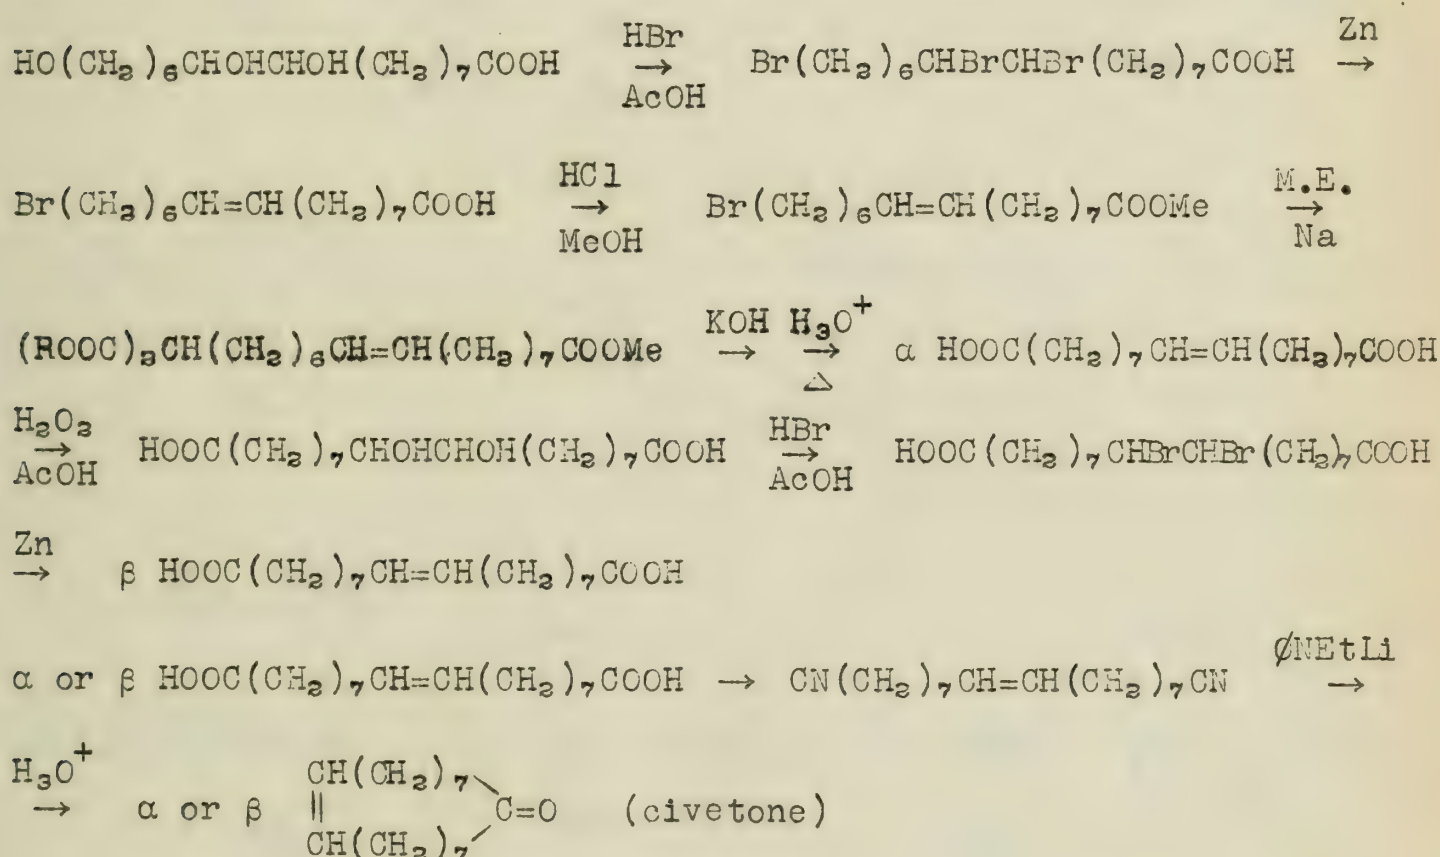 HO(CH₂)₆CHOHCHOH(CH₂)₇COOH HBr → AcOH Br(CH₂)₆CHBrCHBr(CH₂)₇COOH Zn →
Br(CH₂)₆CH=CH(CH₂)₇COOH HCl → MeOH Br(CH₂)₆CH=CH(CH₂)₇COOMe M.E. → Na
(ROOC)₂CH(CH₂)₆CH=CH(CH₂)₇COOMe KOH → H₃O⁺ → △ α HOOC(CH₂)₇CH=CH(CH₂)₇COOH
H₂O₂ → AcOH HOOC(CH₂)₇CHOHCHOH(CH₂)₇COOH HBr → AcOH HOOC(CH₂)₇CHBrCHBr(CH₂)₇COOH
Zn → β HOOC(CH₂)₇CH=CH(CH₂)₇COOH
α or β HOOC(CH₂)₇CH=CH(CH₂)₇COOH → CN(CH₂)₇CH=CH(CH₂)₇CN ØNEtLi →
H₃O⁺ → α or β CH(CH₂)₇
|| C=O (civetone)
CH(CH₂)₇